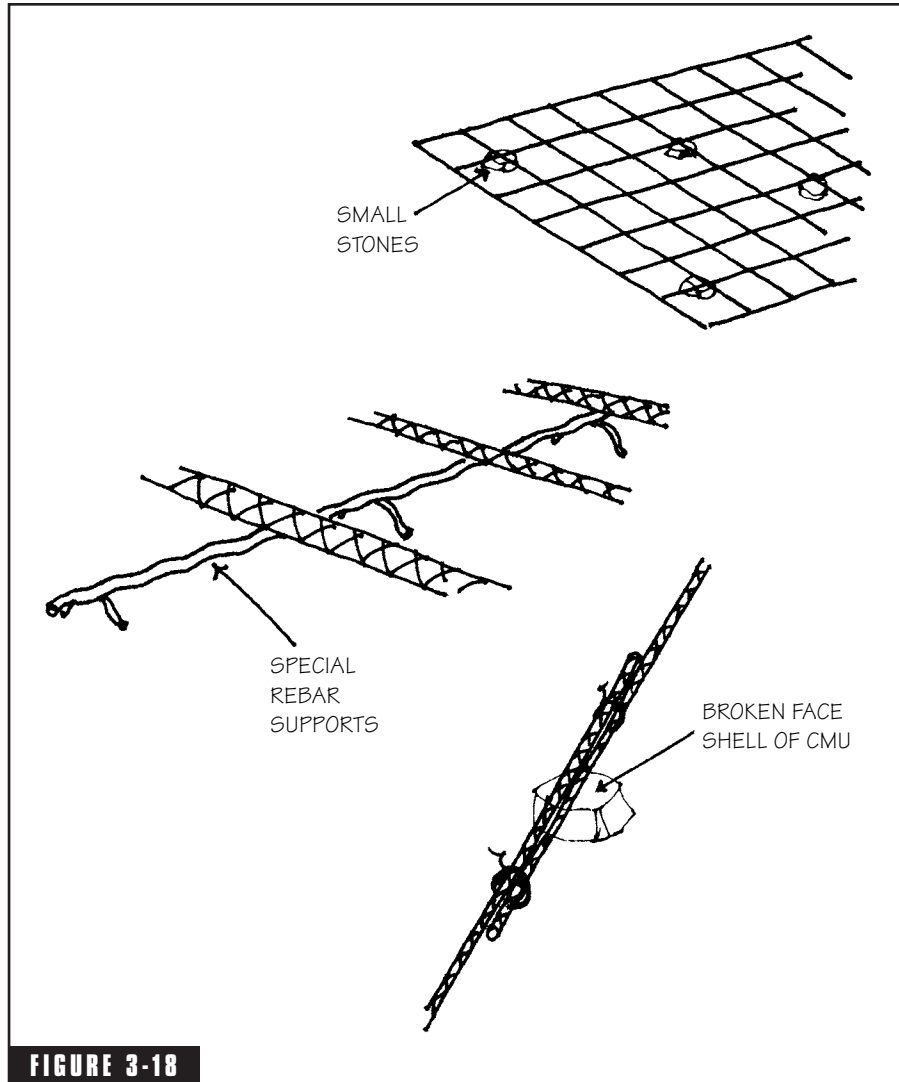 SMALL
STONES
SPECIAL
REBAR
SUPPORTS
BROKEN FACE
SHELL OF CMU
FIGURE 3-18